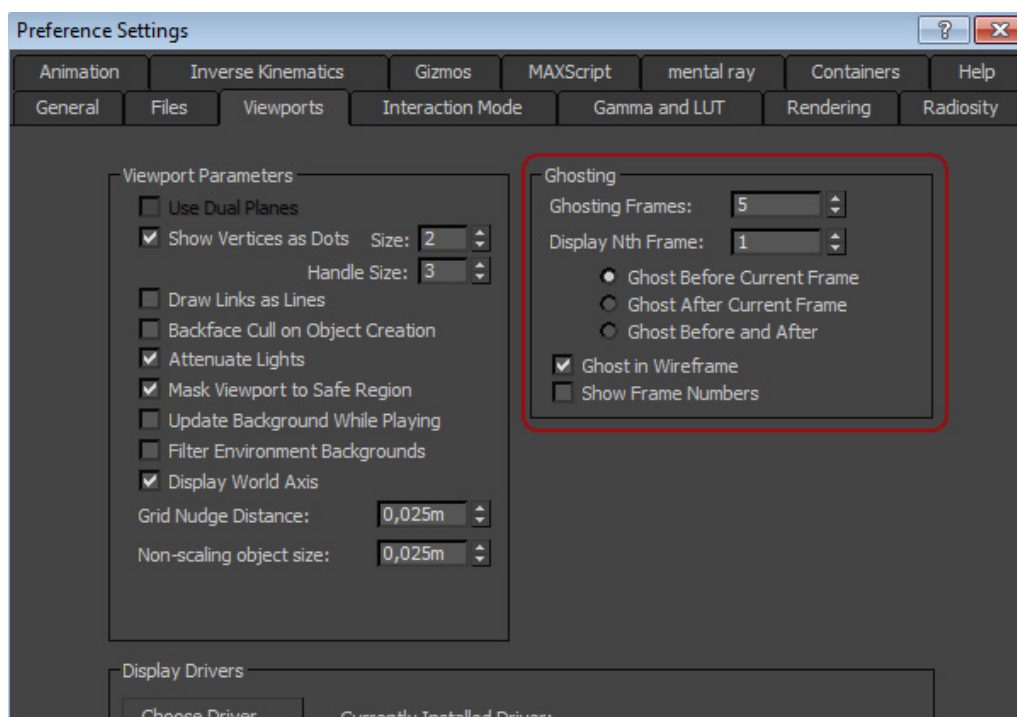 Preference Settings
Animation Inverse Kinematics Gizmos MAXScript mental ray Containers Help
General Files Viewports Interaction Mode Gamma and LUT Rendering Radiosity
Viewport Parameters
Use Dual Planes
Show Vertices as Dots Size: 2
Handle Size: 3
Draw Links as Lines
Backface Cull on Object Creation
Attenuate Lights
Mask Viewport to Safe Region
Update Background While Playing
Filter Environment Backgrounds
Display World Axis
Grid Nudge Distance: 0,025m
Non-scaling object size: 0,025m
Ghosting
Ghosting Frames: 5
Display Nth Frame: 1
Ghost Before Current Frame
Ghost After Current Frame
Ghost Before and After
Ghost in Wireframe
Show Frame Numbers
Display Drivers
Choose Driver... Currently Installed Driver: